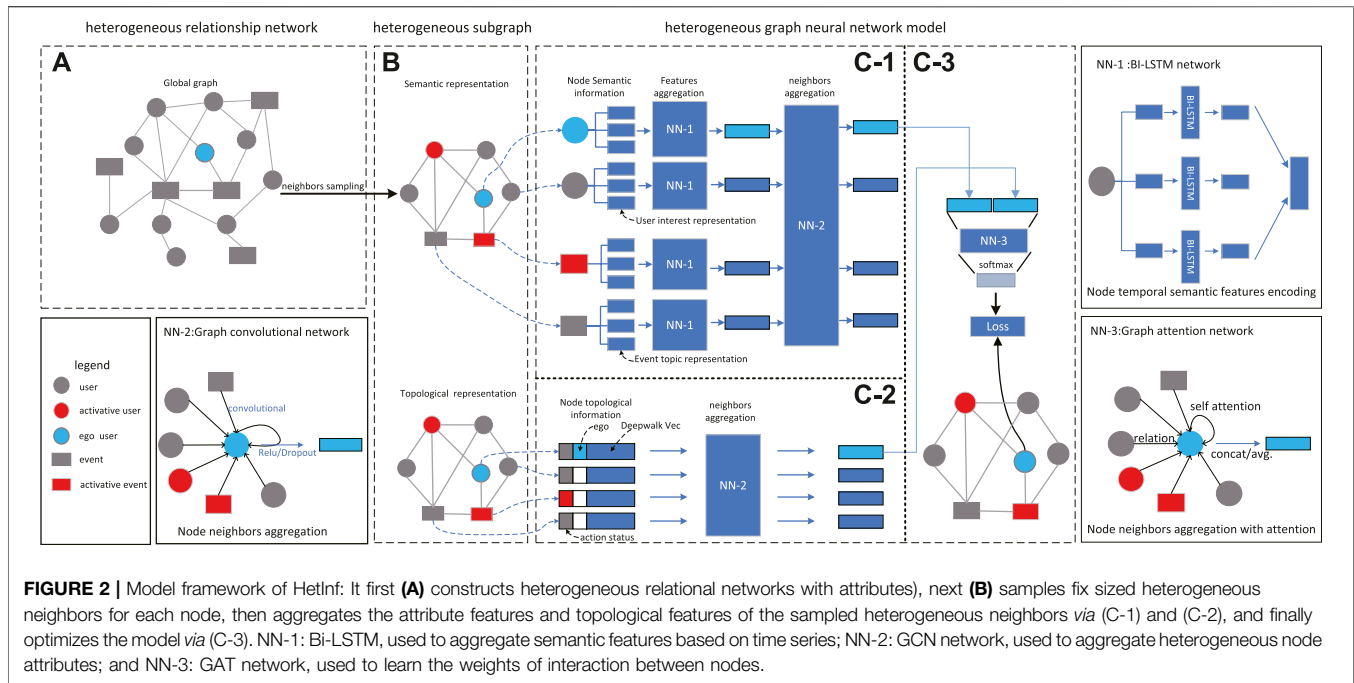 heterogeneous relationship network
heterogeneous subgraph
heterogeneous graph neural network model
A
Global graph
neighbors sampling
B
Semantic representation
Topological representation
C-1
Node Semantic
information
Features
aggregation
neighbors
aggregation
NN-1
NN-1
User interest representation
NN-2
NN-1
NN-1
Event topic representation
C-2
Node topological
information
ego
Deepwalk Vec
neighbors
aggregation
NN-2
action status
C-3
NN-3
softmax
Loss
NN-1 :BI-LSTM network
BI-LSTM
BI-LSTM
BI-LSTM
Node temporal semantic features encoding
legend
user
activative user
ego user
event
activative event
NN-2:Graph convolutional network
convolutional
Relu/Dropout
Node neighbors aggregation
NN-3:Graph attention network
self attention
relation
concat/avg.
Node neighbors aggregation with attention
FIGURE 2 | Model framework of HetInf: It first (A) constructs heterogeneous relational networks with attributes), next (B) samples fix sized heterogeneous
neighbors for each node, then aggregates the attribute features and topological features of the sampled heterogeneous neighbors via (C-1) and (C-2), and finally
optimizes the model via (C-3). NN-1: Bi-LSTM, used to aggregate semantic features based on time series; NN-2: GCN network, used to aggregate heterogeneous node
attributes; and NN-3: GAT network, used to learn the weights of interaction between nodes.